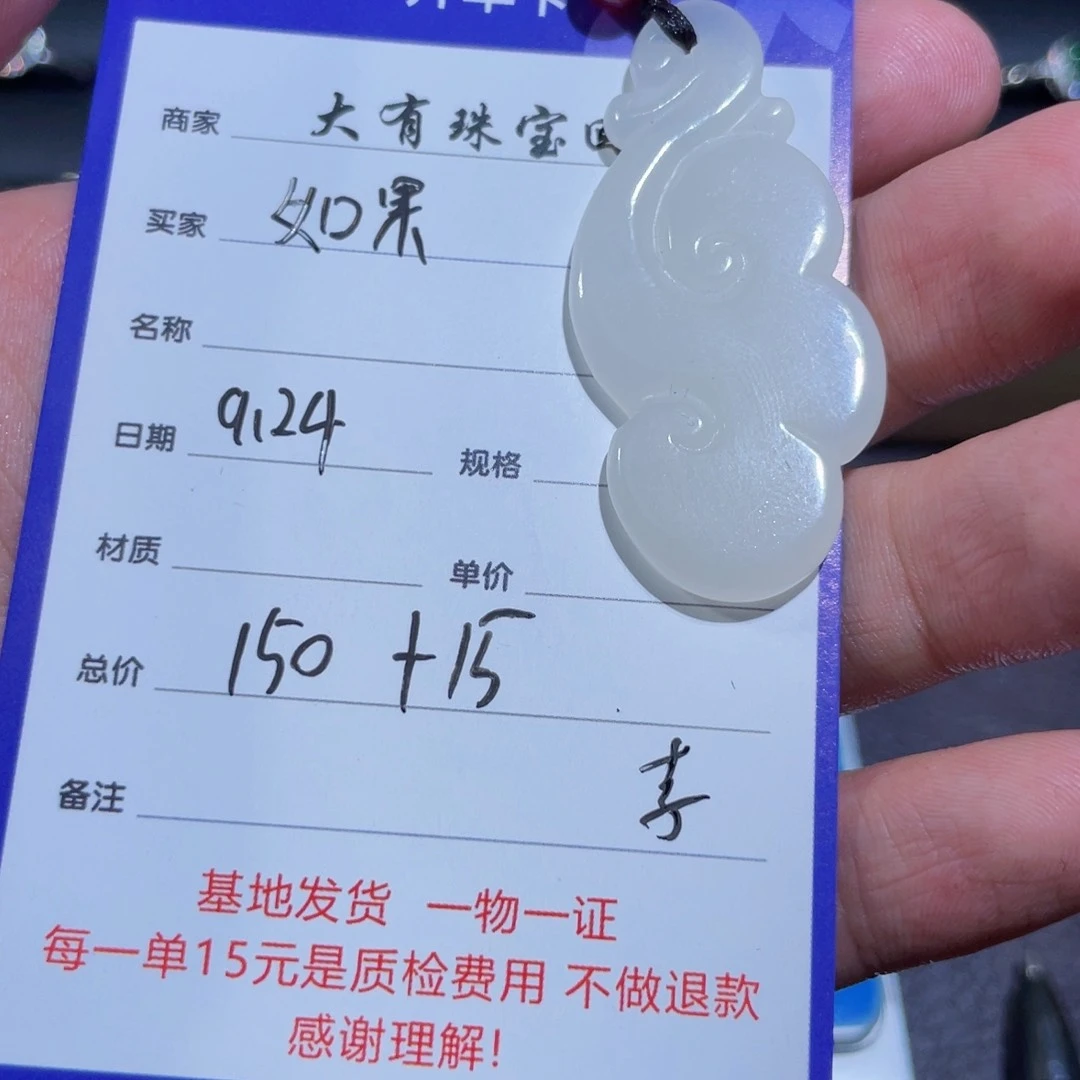 商家 大有珠宝
买家 如果
名称
日期 9.24 规格
材质 单价
总价 150 +15
备注 李
基地发货 一物一证
每一单15元是质检费用 不做退款
感谢理解!